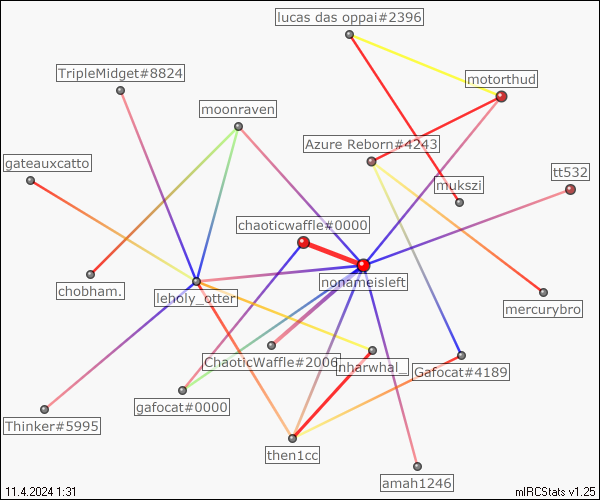 lucas das oppai#2396
TripleMidget#8824
motorthud
moonraven
Azure Reborn#4243
gateauxcatto
tt532
mukszi
chaoticwaffle#0000
nonameisleft
chobham.
leholy_otter
mercurybro
ChaoticWaffle#2006
nharwhal_
Gafocat#4189
gafocat#0000
Thinker#5995
then1cc
amah1246
11.4.2024 1:31
mIRCStats v1.25